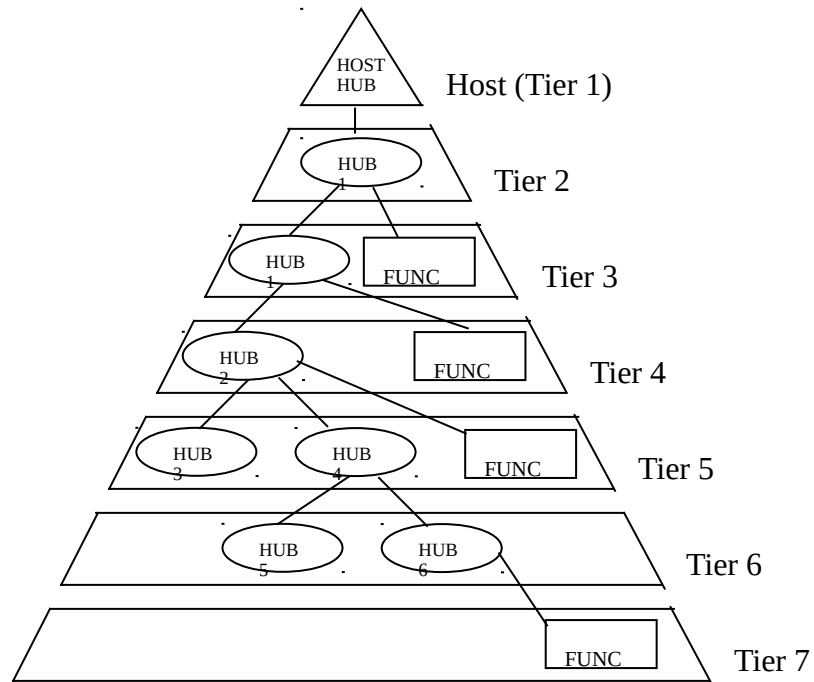 HOST
HUB
Host (Tier 1)
HUB
1
Tier 2
HUB
1
FUNC
Tier 3
HUB
2
FUNC
Tier 4
HUB
3
HUB
4
FUNC
Tier 5
HUB
5
HUB
6
Tier 6
FUNC
Tier 7